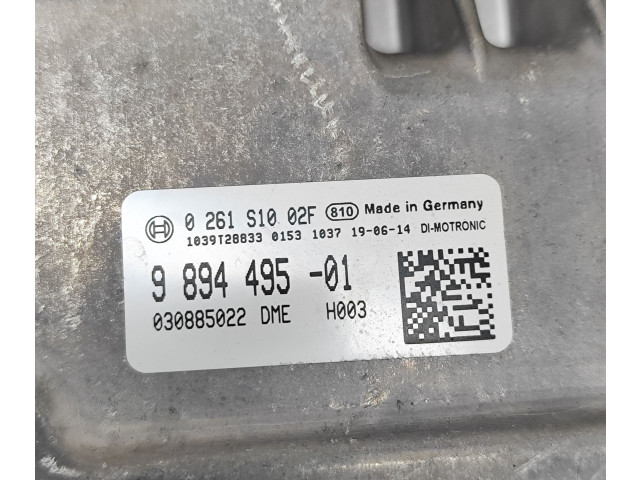 0 261 S10 02F 810 Made in Germany
1039T28833 0153 1037 19-06-14 DI-MOTRONIC
9 894 495 -01
030885022 DME H003